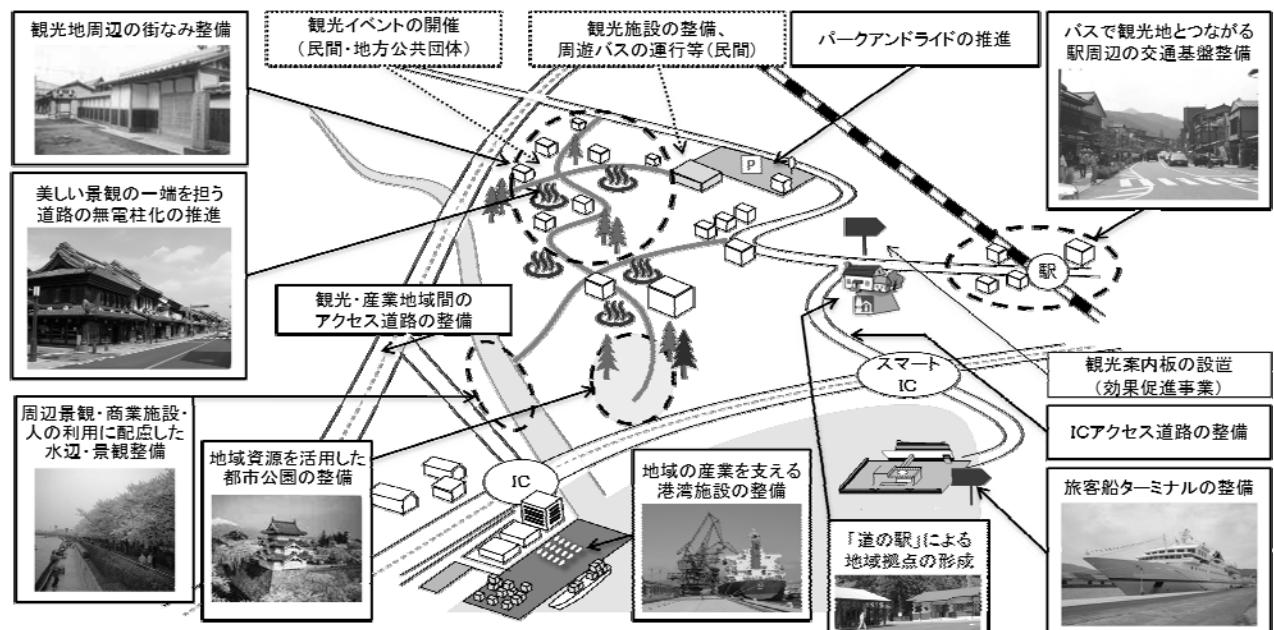 観光地周辺の街なみ整備
観光イベントの開催
(民間・地方公共団体)
観光施設の整備、
周遊バスの運行等(民間)
パークアンドライドの推進
バスで観光地とつながる
駅周辺の交通基盤整備
美しい景観の一端を担う
道路の無電柱化の推進
P
駅
観光・産業地域間の
アクセス道路の整備
スマート
IC
観光案内板の設置
(効果促進事業)
周辺景観・商業施設・
人の利用に配慮した
水辺・景観整備
地域資源を活用した
都市公園の整備
IC
地域の産業を支える
港湾施設の整備
ICアクセス道路の整備
「道の駅」による
地域拠点の形成
旅客船ターミナルの整備